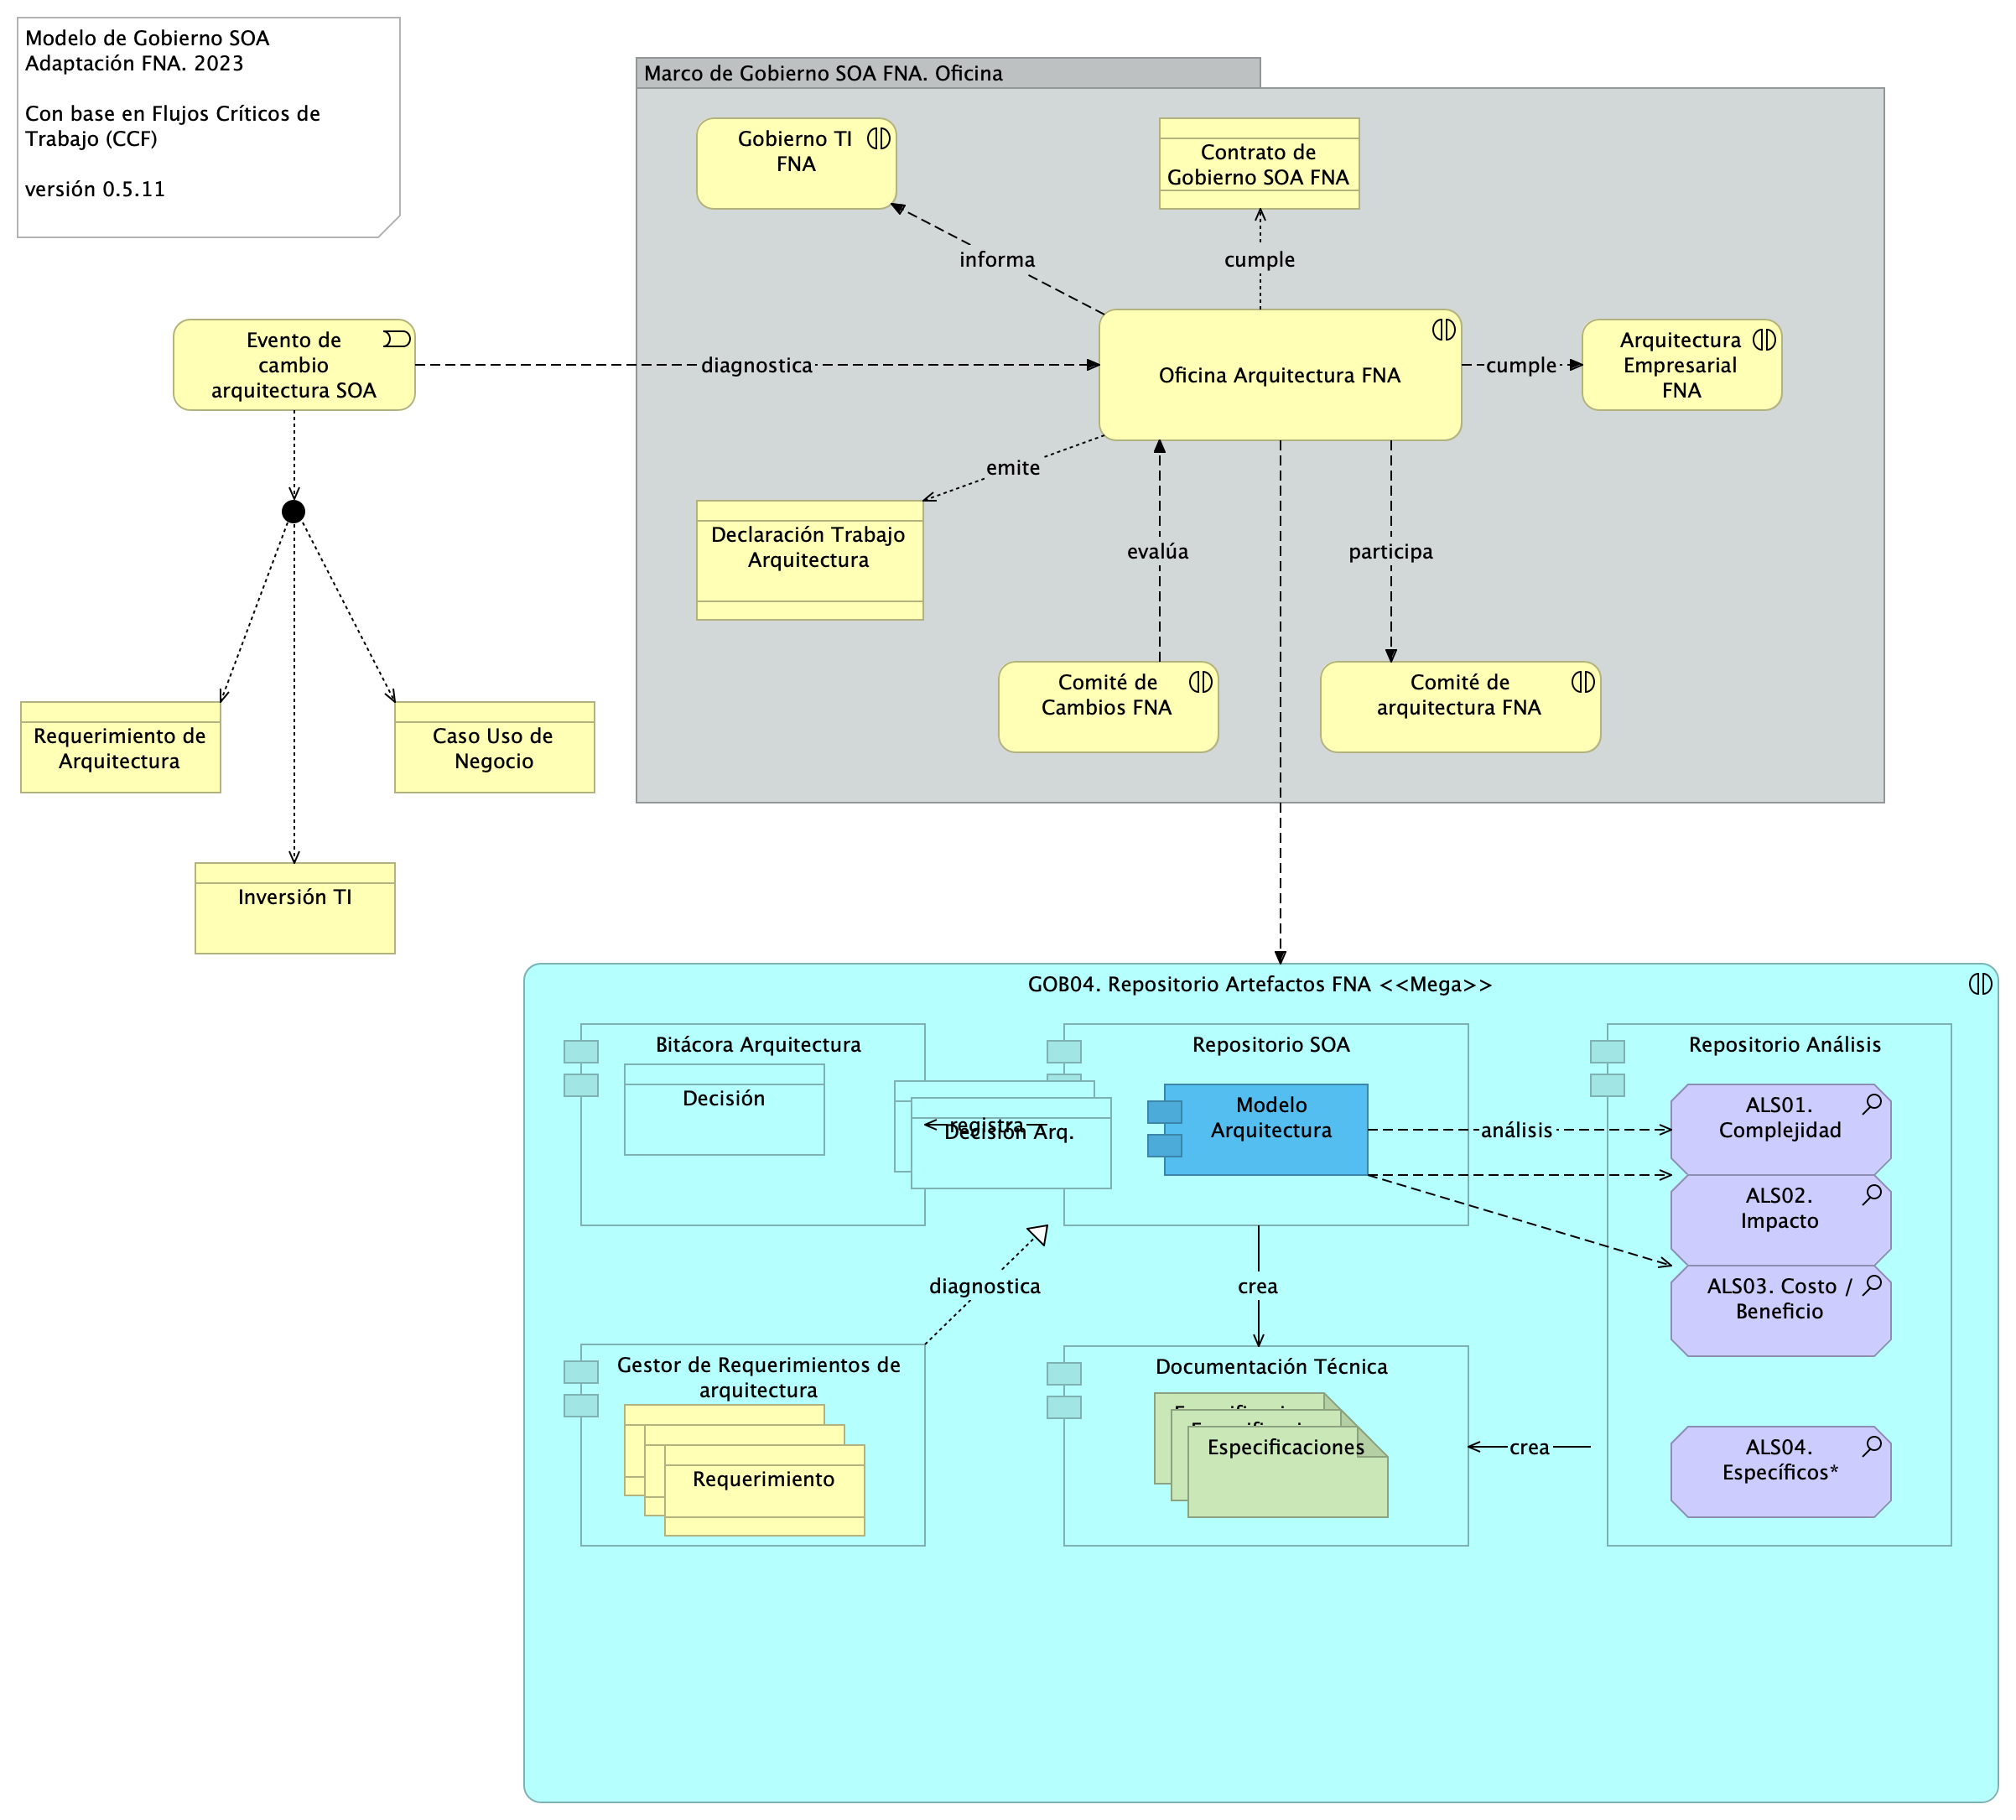 Modelo de Gobierno SOA
Adaptación FNA. 2023
Con base en Flujos Críticos de
Trabajo (CCF)
versión 0.5.11
Marco de Gobierno SOA FNA. Oficina
Gobierno TI
FNA
Contrato de
Gobierno SOA FNA
informa
cumple
Evento de
cambio
arquitectura SOA
diagnostica
Oficina Arquitectura FNA
cumple
Arquitectura
Empresarial
FNA
emite
Declaración Trabajo
Arquitectura
evalúa
participa
Comité de
Cambios FNA
Comité de
arquitectura FNA
Requerimiento de
Arquitectura
Caso Uso de
Negocio
Inversión TI
GOB04. Repositorio Artefactos FNA <<Mega>>
Bitácora Arquitectura
Decisión
registra
Decisión Arq.
Repositorio SOA
Modelo
Arquitectura
análisis
Repositorio Análisis
ALS01.
Complejidad
ALS02.
Impacto
ALS03. Costo /
Beneficio
diagnostica
crea
Gestor de Requerimientos de
arquitectura
Requerimiento
Documentación Técnica
Especificaciones
crea
ALS04.
Específicos*